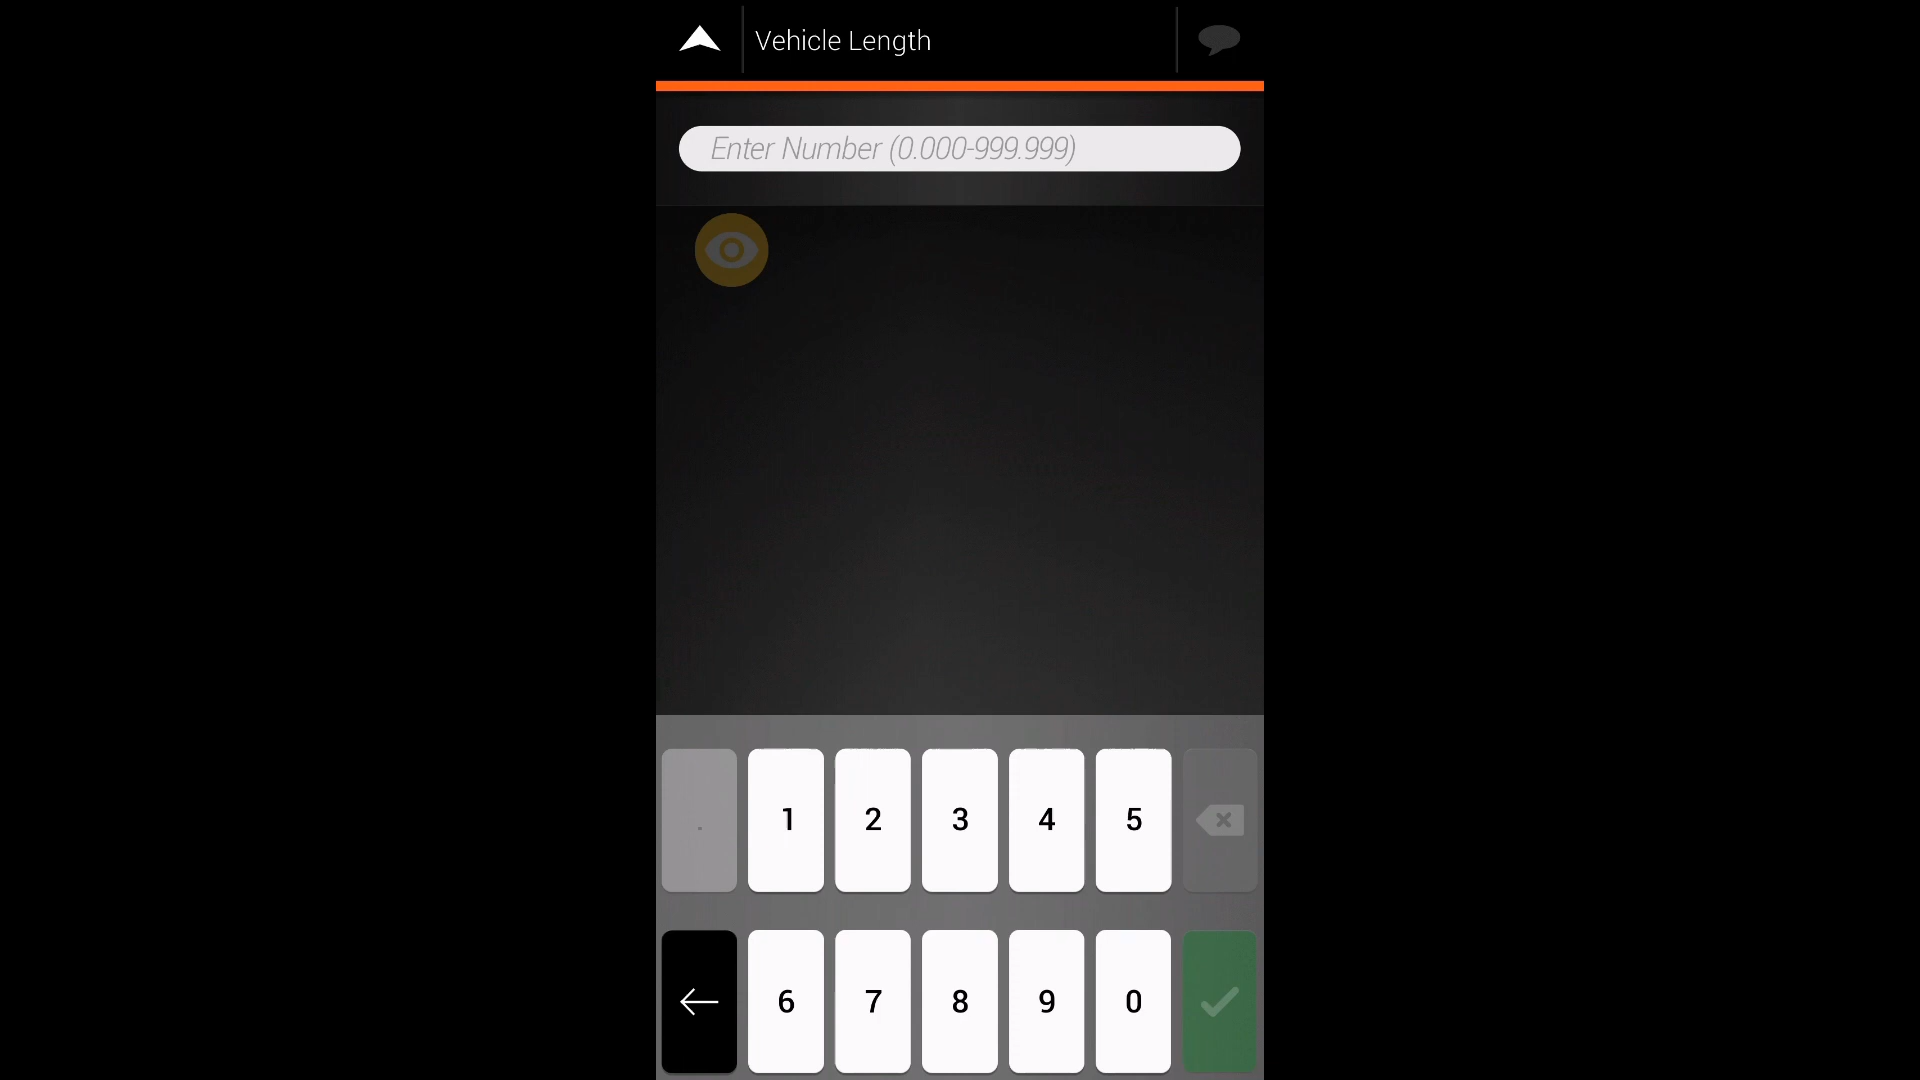 Vehicle Length
Enter Number (0.000-999.999)
. 1 2 3 4 5
6 7 8 9 0